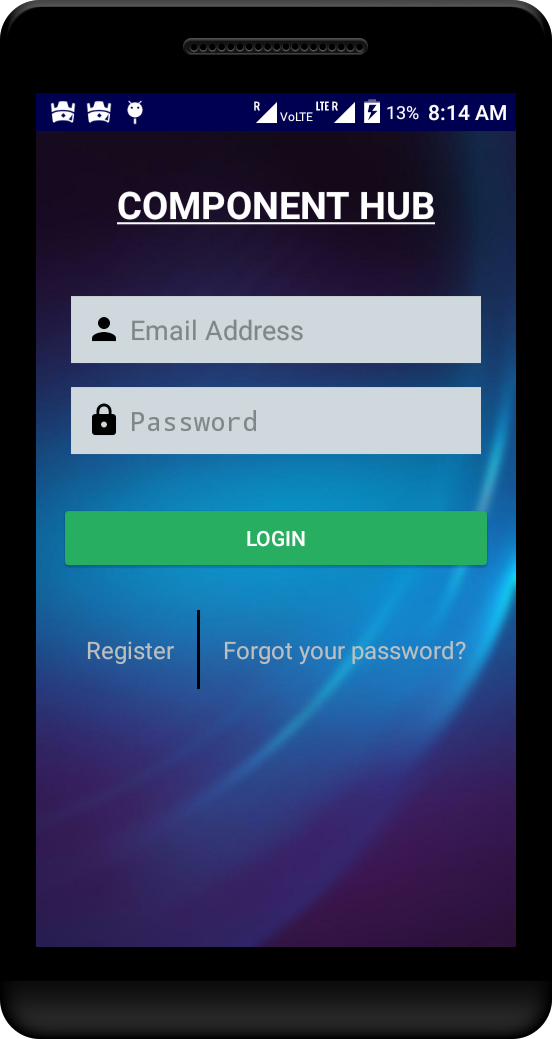 R VoLTE LTE R 13% 8:14 AM
COMPONENT HUB
Email Address
Password
LOGIN
Register Forgot your password?